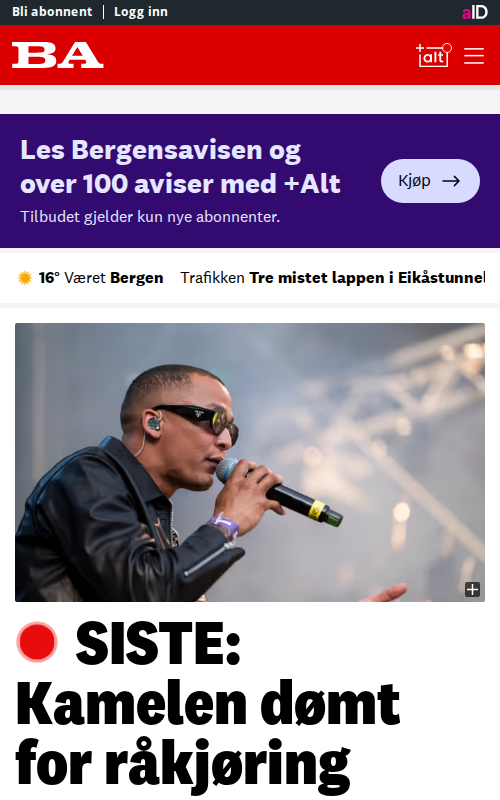 Bli abonnent | Logg inn
aID
BA
+alt
Les Bergensavisen og
over 100 aviser med +Alt
Tilbudet gjelder kun nye abonnenter.
Kjøp →
16° Været Bergen Trafikken Tre mistet lappen i Eikåstunnel
SISTE:
Kamelen dømt
for råkjøring